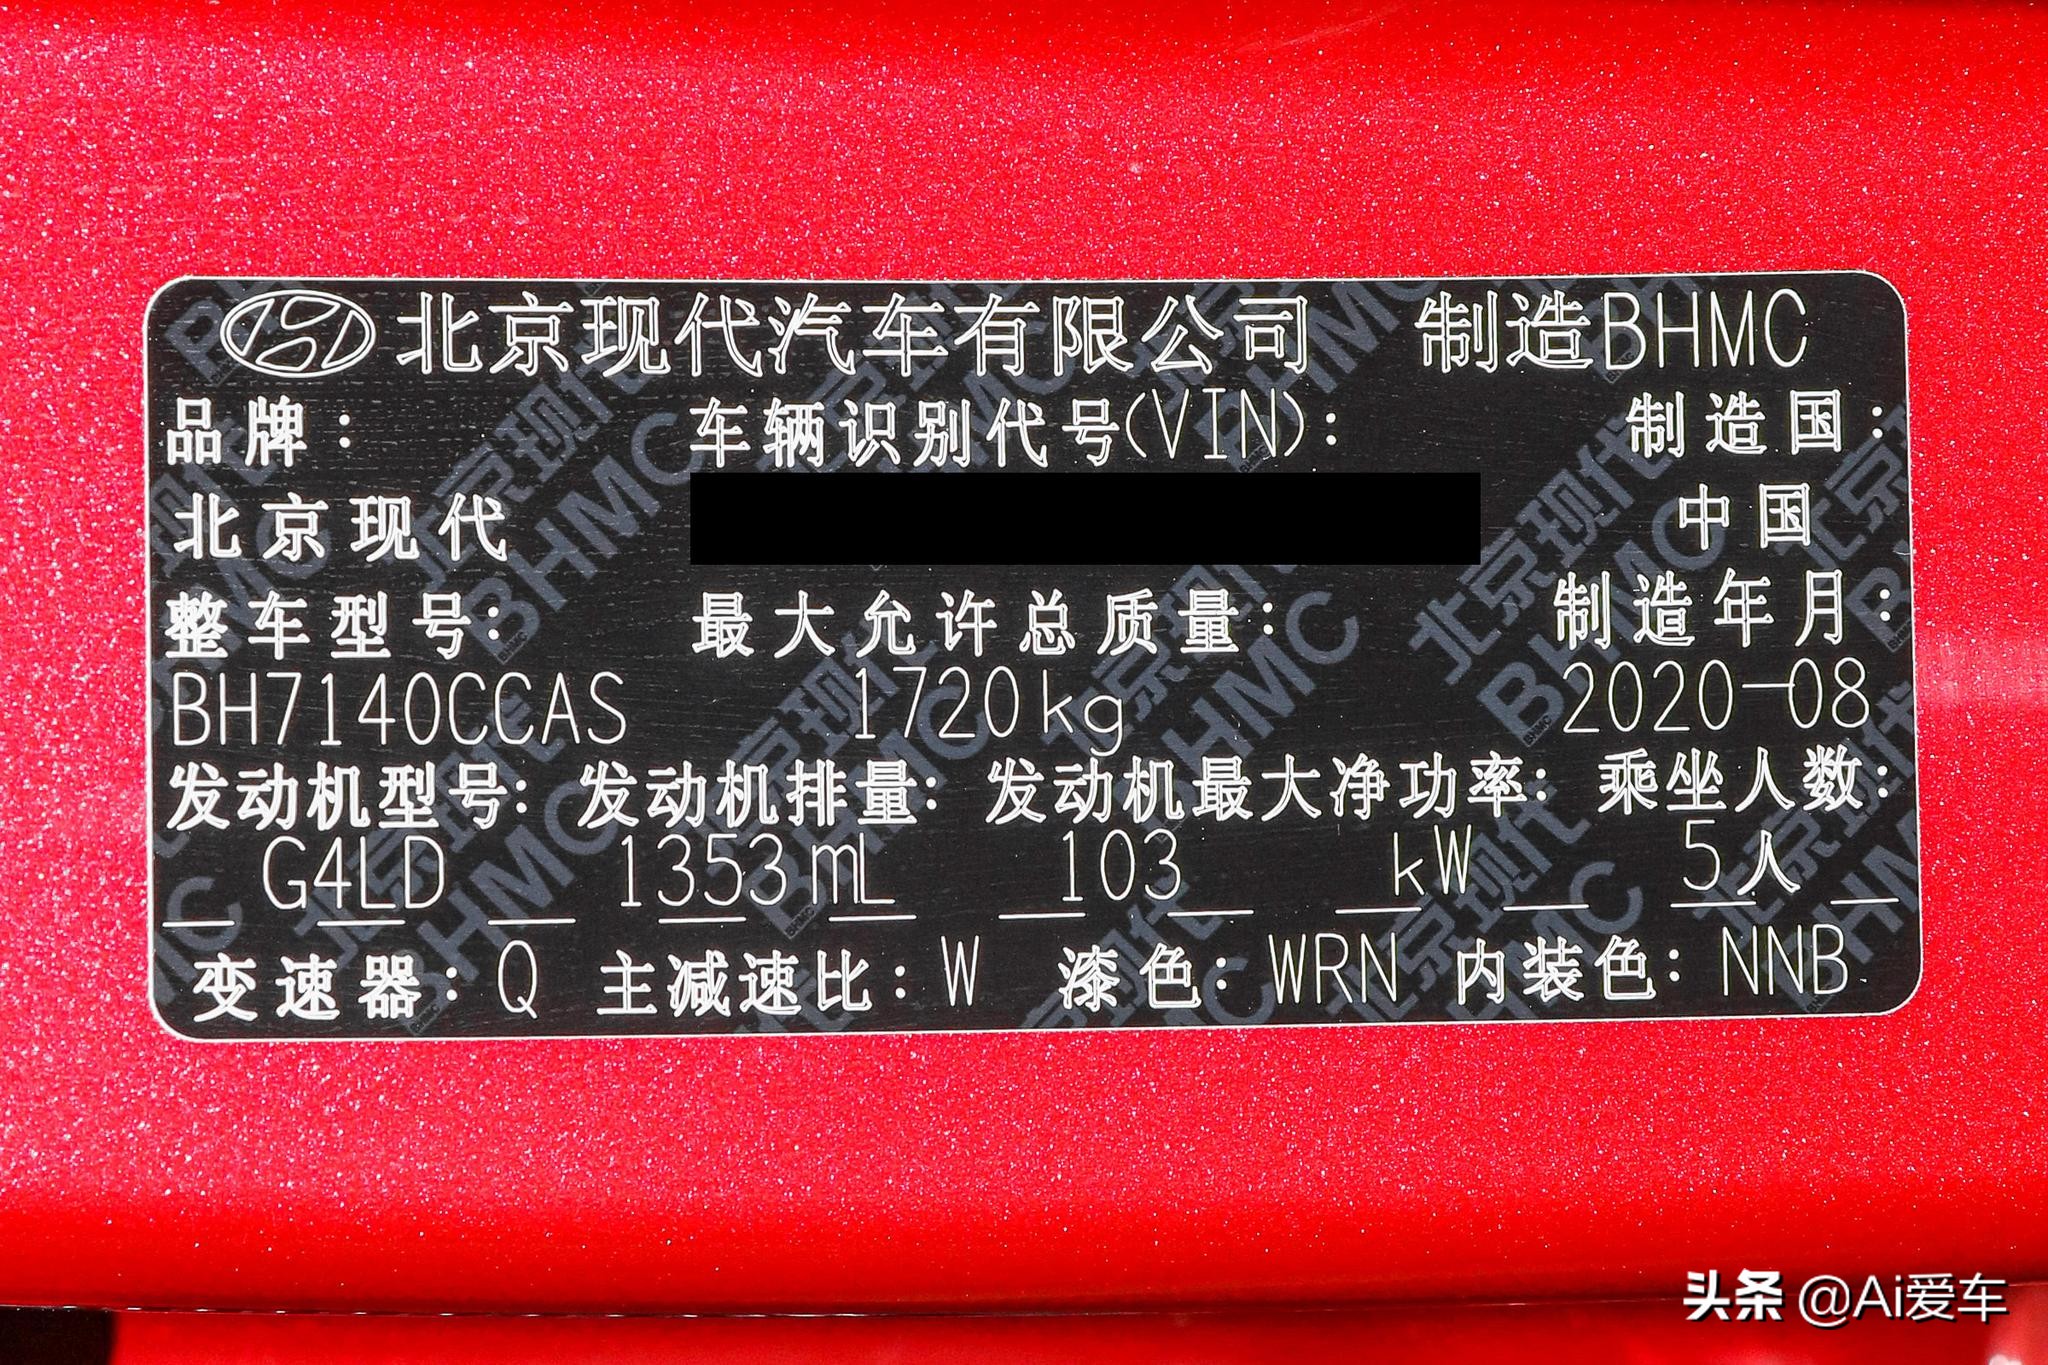 北京现代汽车有限公司 制造BHMC
品牌： 车辆识别代号(VIN)： 制造国：
北京现代 中国
整车型号： 最大允许总质量： 制造年月：
BH7140CCAS 1720kg 2020-08
发动机型号： 发动机排量： 发动机最大净功率： 乘坐人数：
G4LD 1353mL 103 kW 5人
变速器：Q 主减速比：W 漆色：WRN 内装色：NNB
头条 @Ai爱车